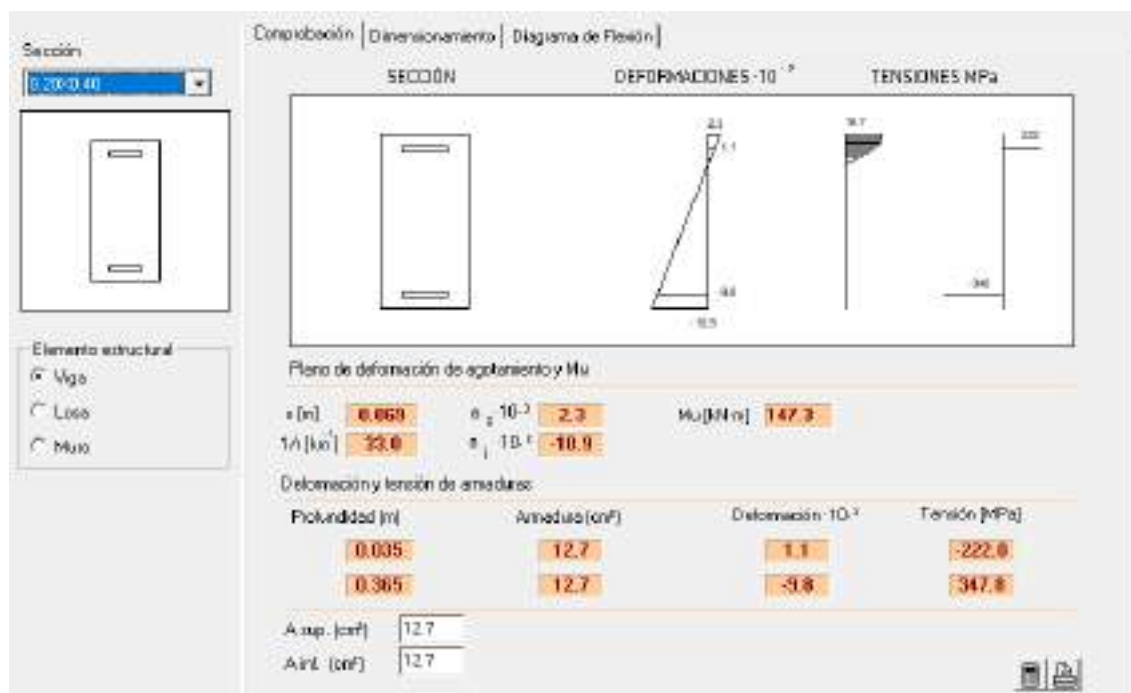 Comprobación Dimensionamiento Diagrama de Flexión
Sección
0.20X0.40
SECCIÓN DEFORMACIONES ·10⁻³ TENSIONES MPa
2.3 16.7
1.1 222
-9.8 -348
-10.9
Elemento estructural
Viga
Losa
Muro
Plano de deformación de agotamiento y Mu
x [m] 0.069 ε s 10-3 2.3 Mu [kN·m] 147.3
1/r [km⁻¹] 33.0 ε i 10-3 -10.9
Deformación y tensión de armaduras
Profundidad [m] Armadura (cm²) Deformación ·10-3 Tensión [MPa]
0.035 12.7 1.1 -222.0
0.365 12.7 -9.8 347.8
A sup. (cm²) 12.7
A inf. (cm²) 12.7